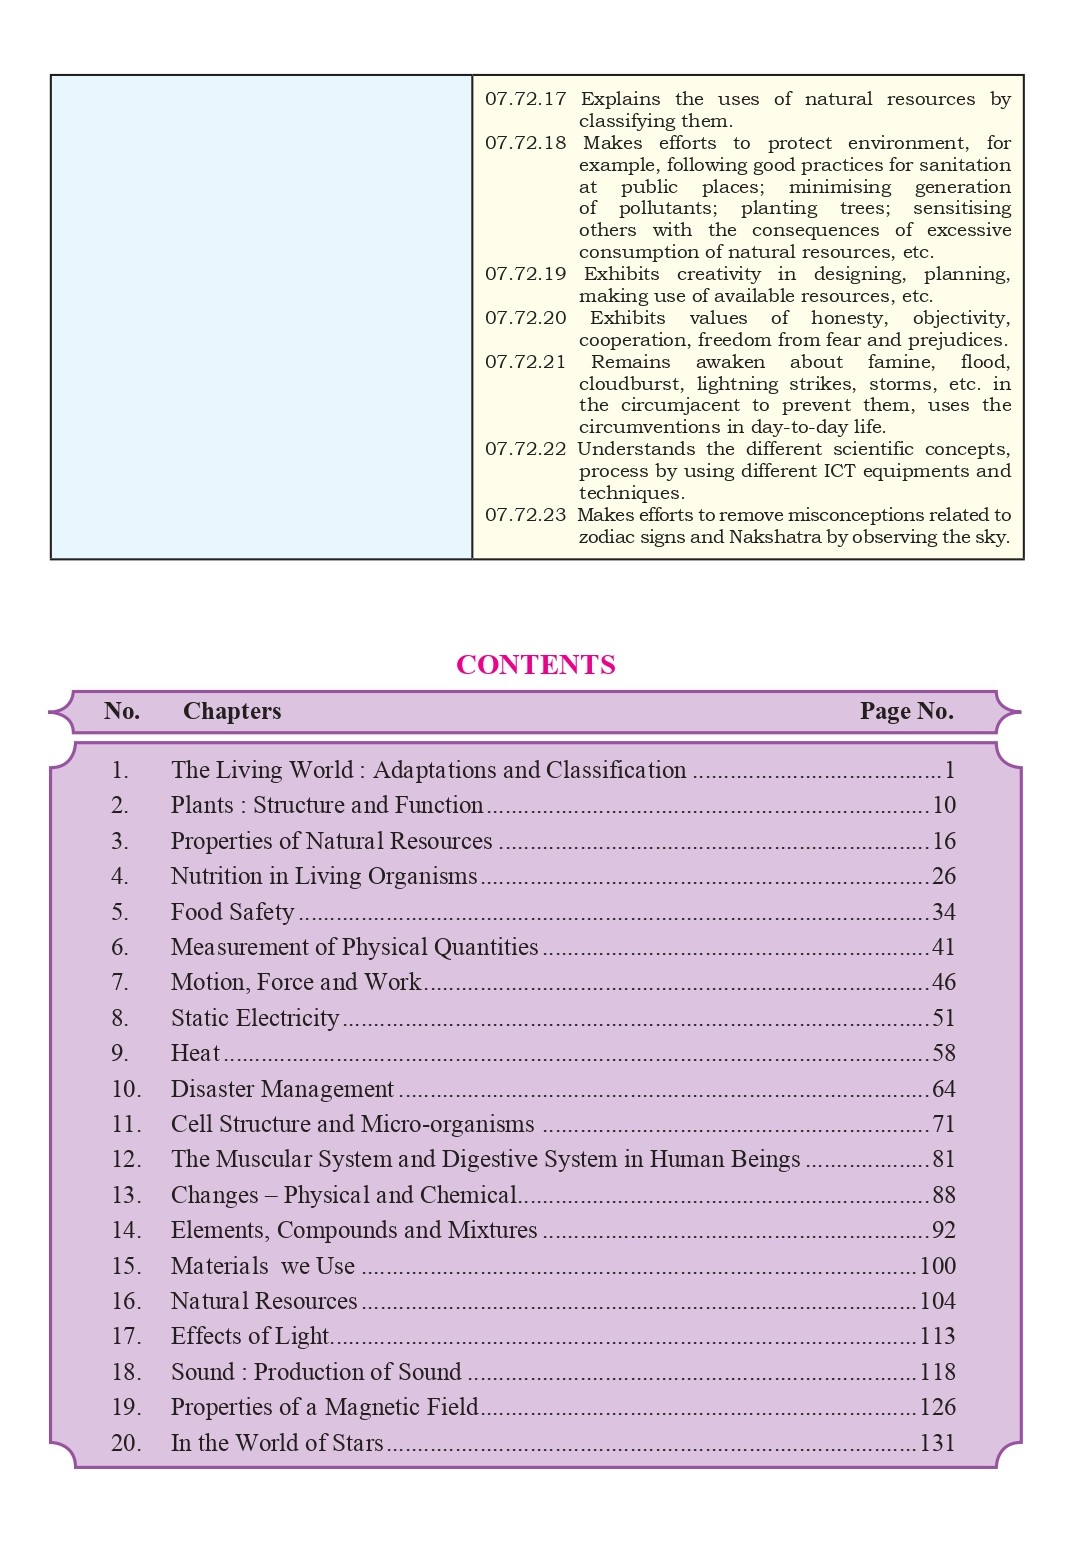 07.72.17 Explains the uses of natural resources by
classifying them.
07.72.18 Makes efforts to protect environment, for
example, following good practices for sanitation
at public places; minimising generation
of pollutants; planting trees; sensitising
others with the consequences of excessive
consumption of natural resources, etc.
07.72.19 Exhibits creativity in designing, planning,
making use of available resources, etc.
07.72.20 Exhibits values of honesty, objectivity,
cooperation, freedom from fear and prejudices.
07.72.21 Remains awaken about famine, flood,
cloudburst, lightning strikes, storms, etc. in
the circumjacent to prevent them, uses the
circumventions in day-to-day life.
07.72.22 Understands the different scientific concepts,
process by using different ICT equipments and
techniques.
07.72.23 Makes efforts to remove misconceptions related to
zodiac signs and Nakshatra by observing the sky.
CONTENTS
No. Chapters Page No.
1. The Living World : Adaptations and Classification ........................................1
2. Plants : Structure and Function.......................................................................10
3. Properties of Natural Resources .....................................................................16
4. Nutrition in Living Organisms........................................................................26
5. Food Safety .....................................................................................................34
6. Measurement of Physical Quantities ..............................................................41
7. Motion, Force and Work.................................................................................46
8. Static Electricity..............................................................................................51
9. Heat .................................................................................................................58
10. Disaster Management .....................................................................................64
11. Cell Structure and Micro-organisms ..............................................................71
12. The Muscular System and Digestive System in Human Beings ....................81
13. Changes – Physical and Chemical..................................................................88
14. Elements, Compounds and Mixtures ..............................................................92
15. Materials we Use .........................................................................................100
16. Natural Resources .........................................................................................104
17. Effects of Light..............................................................................................113
18. Sound : Production of Sound ........................................................................118
19. Properties of a Magnetic Field......................................................................126
20. In the World of Stars.....................................................................................131